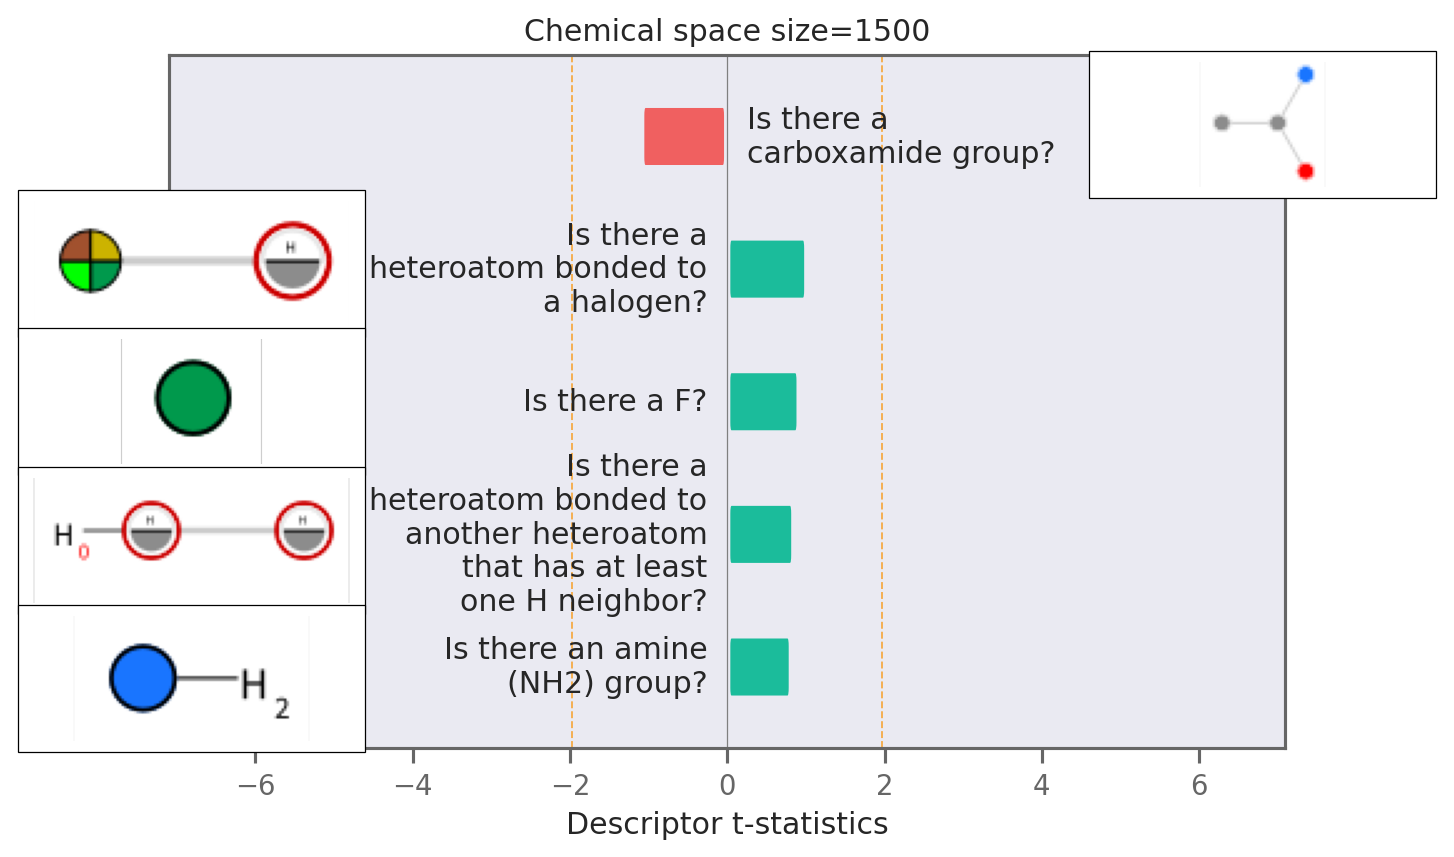 Chemical space size=1500
Is there a
carboxamide group?
Is there a
heteroatom bonded to
a halogen?
H
Is there a F?
Is there a
heteroatom bonded to
another heteroatom
that has at least
one H neighbor?
H 0 H H
Is there an amine
(NH2) group?
H 2
−6 −4 −2 0 2 4 6
Descriptor t-statistics